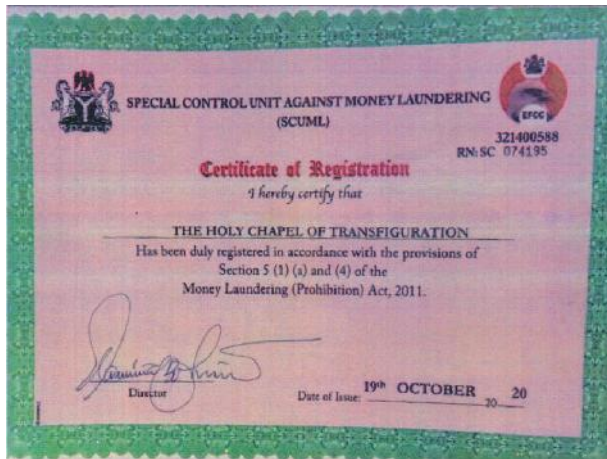 SPECIAL CONTROL UNIT AGAINST MONEY LAUNDERING
(SCUML)
EFCC
321400588
RN: SC 074195
Certificate of Registration
I hereby certify that
THE HOLY CHAPEL OF TRANSFIGURATION
Has been duly registered in accordance with the provisions of
Section 5 (1) (a) and (4) of the
Money Laundering (Prohibition) Act, 2011.
Director
Date of Issue: 19th OCTOBER 20 20